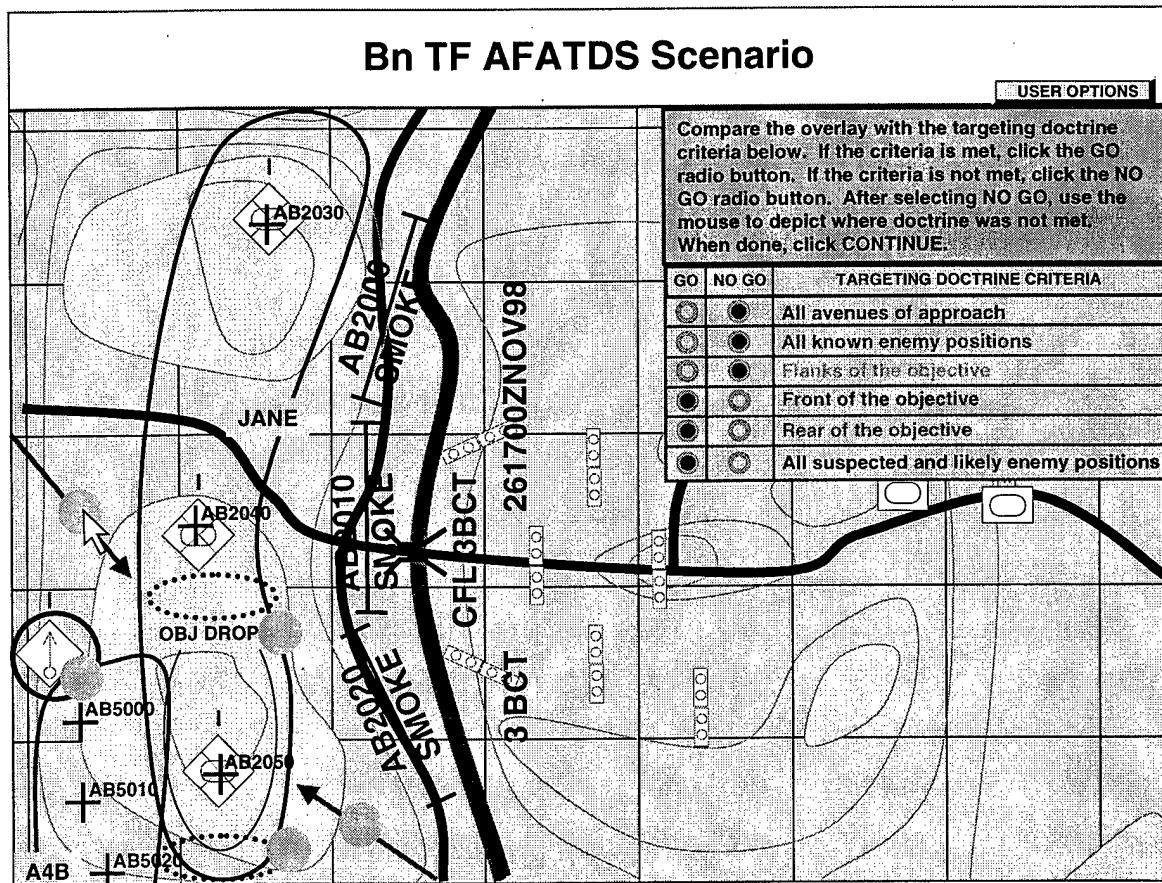 Bn TF AFATDS Scenario
USER OPTIONS
Compare the overlay with the targeting doctrine
criteria below. If the criteria is met, click the GO
radio button. If the criteria is not met, click the NO
GO radio button. After selecting NO GO, use the
mouse to depict where doctrine was not met.
When done, click CONTINUE.
GO NO GO TARGETING DOCTRINE CRITERIA
All avenues of approach
All known enemy positions
Flanks of the objective
Front of the objective
Rear of the objective
All suspected and likely enemy positions
I
AB2030
AB2000
SMOKE
JANE
I
AB2040
AB2010
SMOKE
CFL 3BCT 261700ZNOV98
OBJ DROP
I
AB5000
AB2020
SMOKE
3 BCT
I
AB2050
AB5010
AB5020
A4B